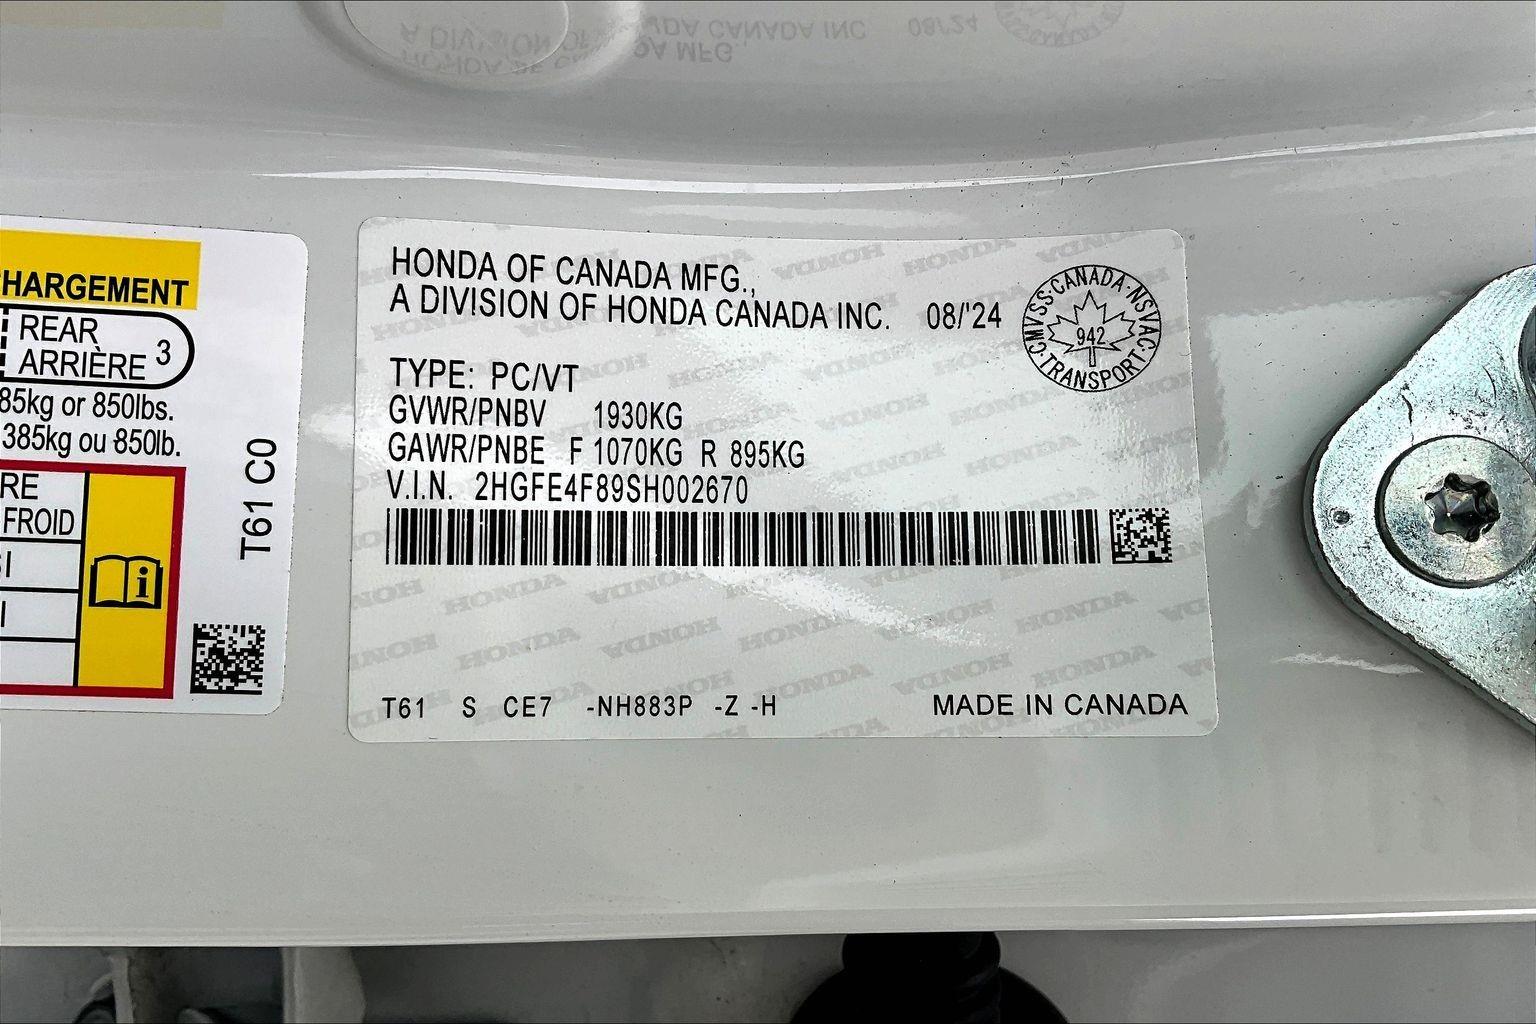 CHARGEMENT
REAR
ARRIÈRE 3
85kg or 850lbs.
385kg ou 850lb.
T61 C0
FROID
HONDA OF CANADA MFG.,
A DIVISION OF HONDA CANADA INC. 08/'24
CMVSS·CANADA·NSVAC·TRANSPORT·
942
TYPE: PC/VT
GVWR/PNBV 1930KG
GAWR/PNBE F 1070KG R 895KG
V.I.N. 2HGFE4F89SH002670
T61 S CE7 -NH883P -Z -H MADE IN CANADA